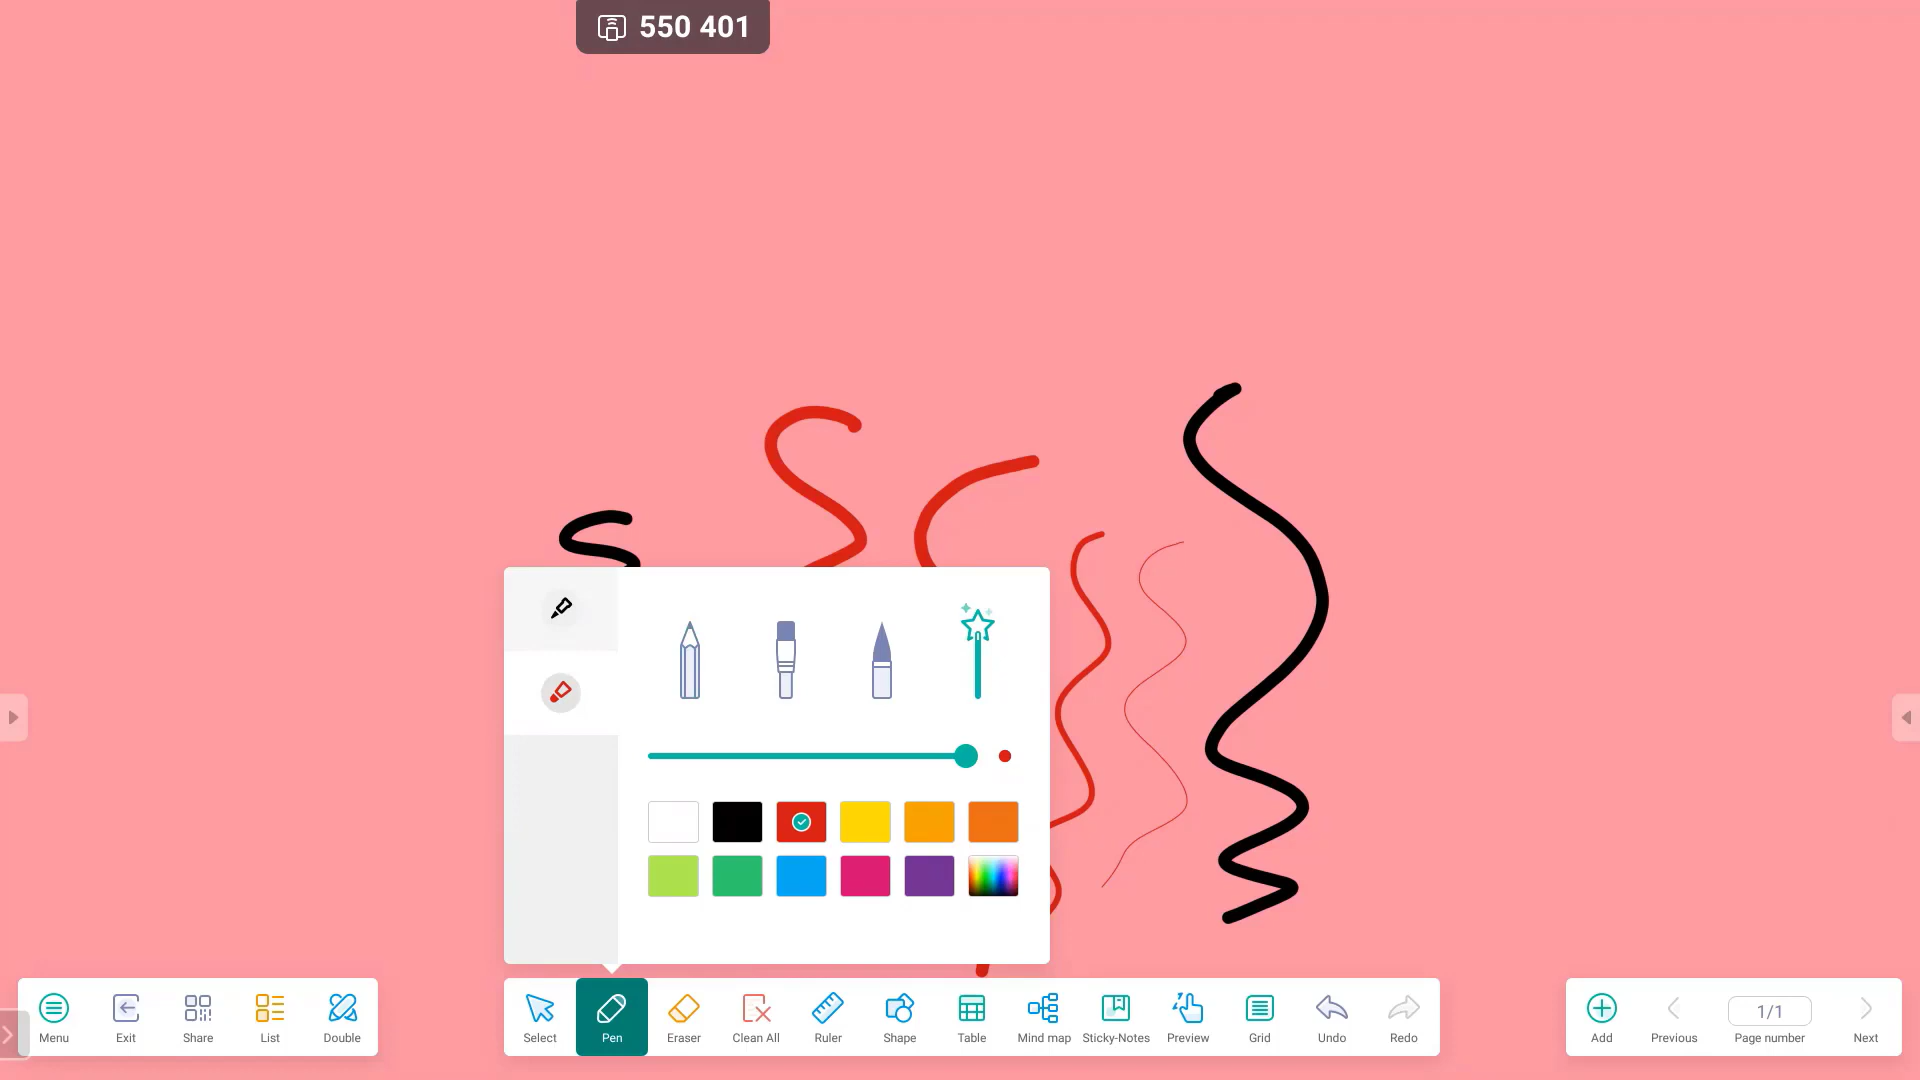 550 401
Menu
Exit
Share
List
Double
Select
Pen
Eraser
Clean All
Ruler
Shape
Table
Mind map
Sticky-Notes
Preview
Grid
Undo
Redo
Add
Previous
1/1
Page number
Next